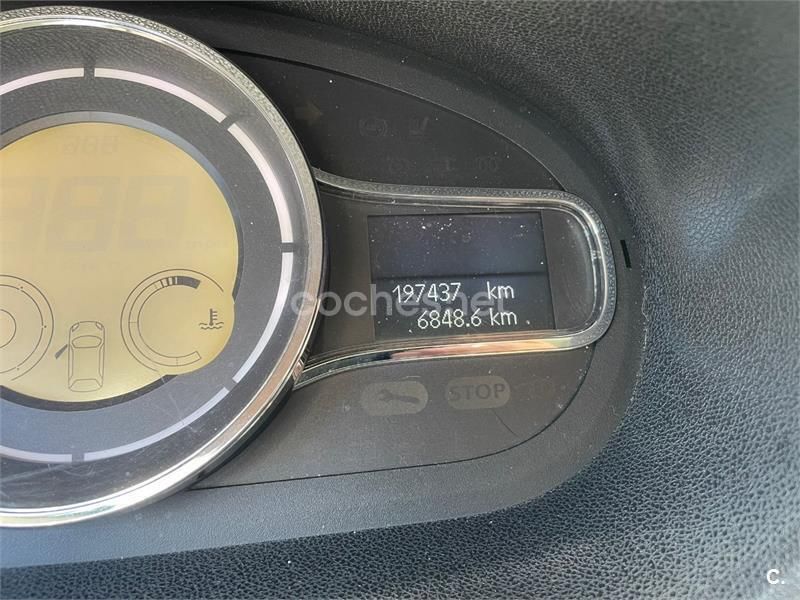 197437 km
coches.net
6848.6 km
STOP
C.